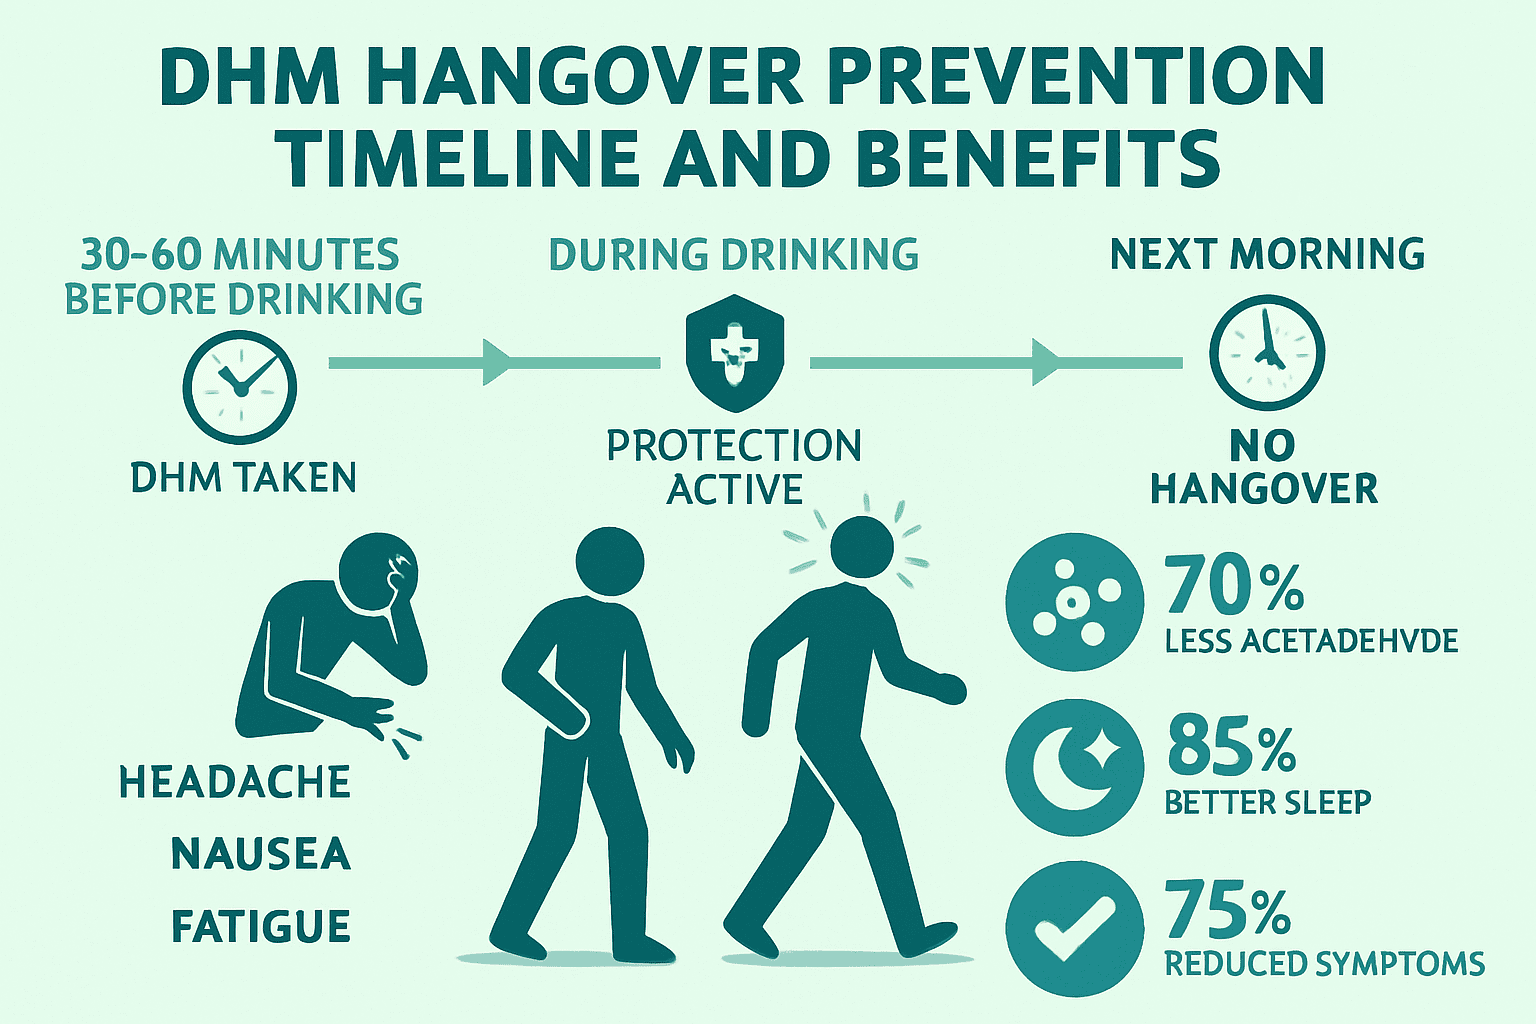 DHM HANGOVER PREVENTION
TIMELINE AND BENEFITS
30-60 MINUTES
BEFORE DRINKING
DHM TAKEN
DURING DRINKING
PROTECTION
ACTIVE
NEXT MORNING
NO
HANGOVER
HEADACHE
NAUSEA
FATIGUE
70%
LESS ACETADEHVDE
85%
BETTER SLEEP
75%
REDUCED SYMPTOMS